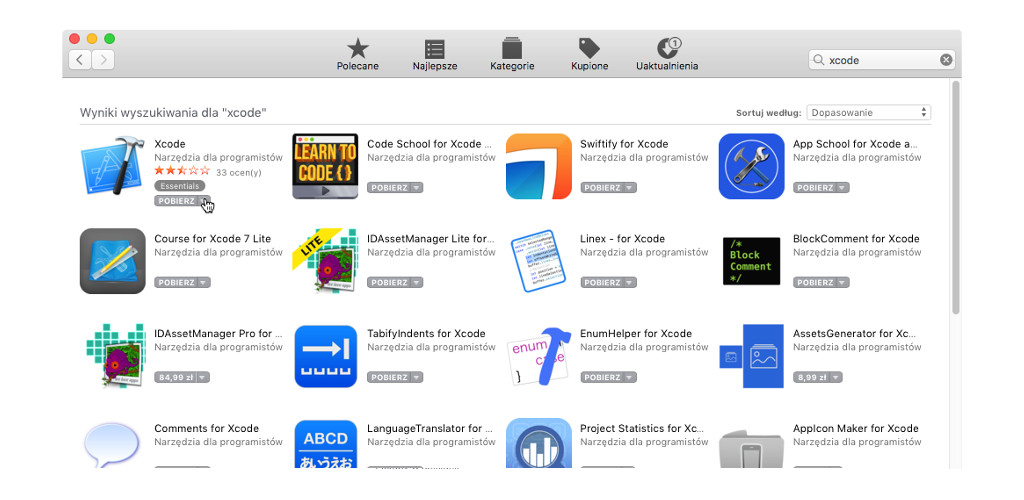 Polecane
Najlepsze
Kategorie
Kupione
1
Uaktualnienia
xcode
Wyniki wyszukiwania dla "xcode"
Sortuj według:
Dopasowanie
Xcode
Narzędzia dla programistów
33 ocen(y)
Essentials
POBIERZ
LEARN TO
CODE {}
Code School for Xcode ...
Narzędzia dla programistów
POBIERZ
Swiftify for Xcode
Narzędzia dla programistów
POBIERZ
App School for Xcode a...
Narzędzia dla programistów
POBIERZ
Course for Xcode 7 Lite
Narzędzia dla programistów
POBIERZ
LITE
IDAssetManager Lite for...
Narzędzia dla programistów
POBIERZ
Linex - for Xcode
Narzędzia dla programistów
POBIERZ
/*
Block
Comment
*/
BlockComment for Xcode
Narzędzia dla programistów
POBIERZ
IDAssetManager Pro for ...
Narzędzia dla programistów
84,99 zł
TabifyIndents for Xcode
Narzędzia dla programistów
POBIERZ
enum
case
}
EnumHelper for Xcode
Narzędzia dla programistów
POBIERZ
AssetsGenerator for Xc...
Narzędzia dla programistów
8,99 zł
Comments for Xcode
Narzędzia dla programistów
ABCD
あいうえお
LanguageTranslator for ...
Narzędzia dla programistów
Project Statistics for Xc...
Narzędzia dla programistów
AppIcon Maker for Xcode
Narzędzia dla programistów